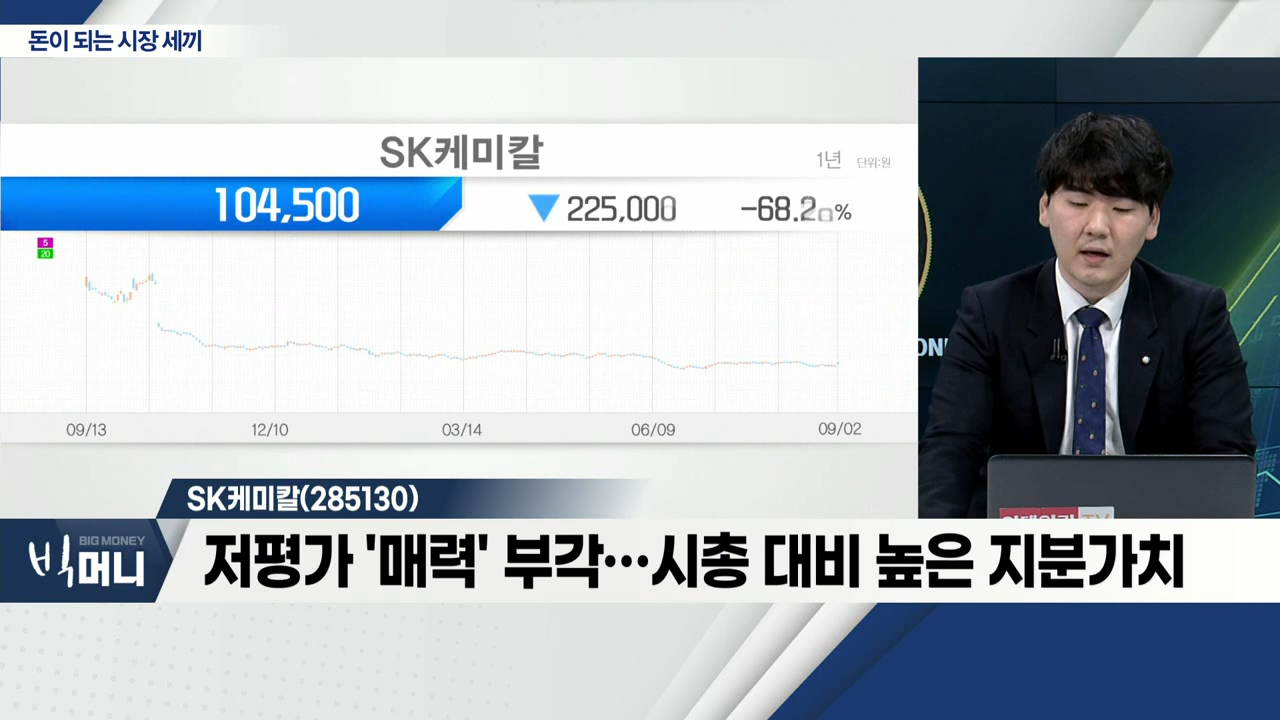 돈이 되는 시장 세끼
SK케미칼
1년 단위:원
104,500 ▼225,000 -68.2%
5
20
09/13 12/10 03/14 06/09 09/02
SK케미칼(285130)
BIG MONEY
빅머니
저평가 '매력' 부각…시총 대비 높은 지분가치